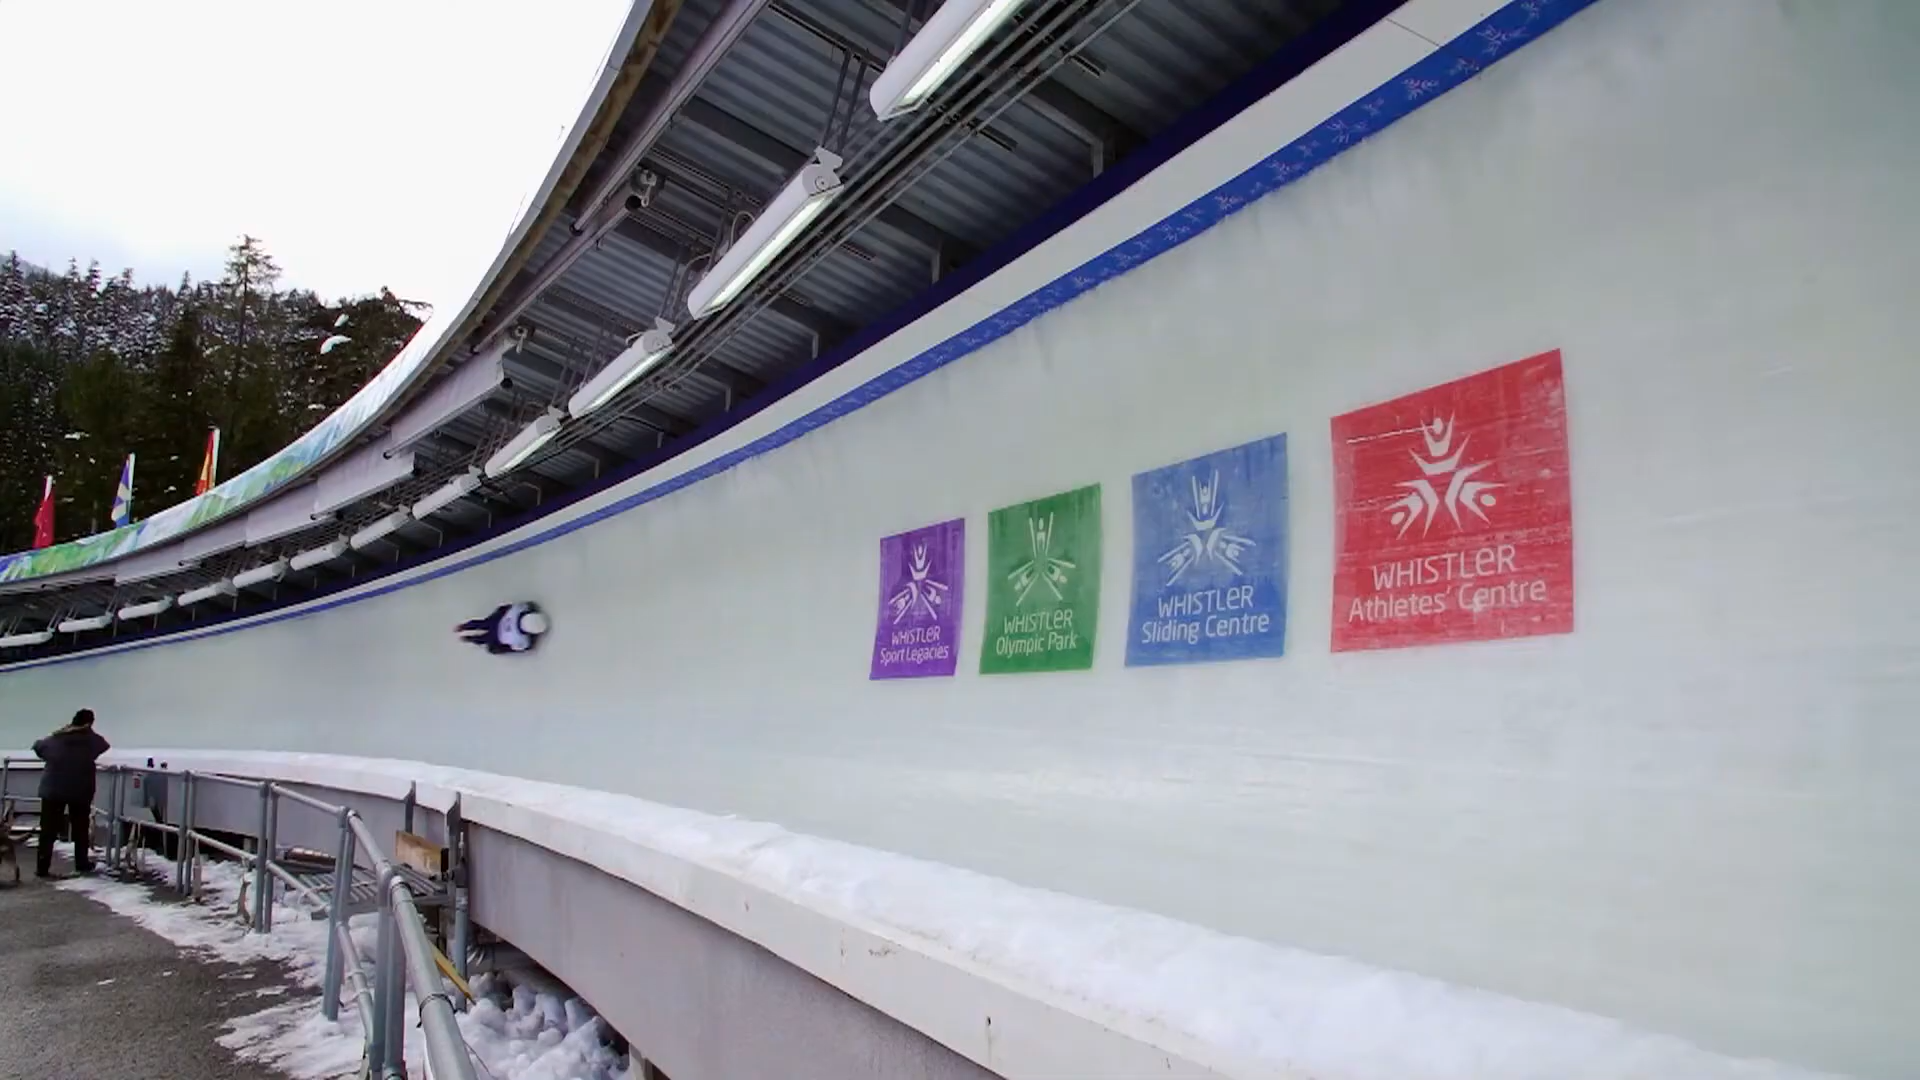 WHISTLER
Sport Legacies
WHISTLER
Olympic Park
WHISTLER
Sliding Centre
WHISTLER
Athletes' Centre